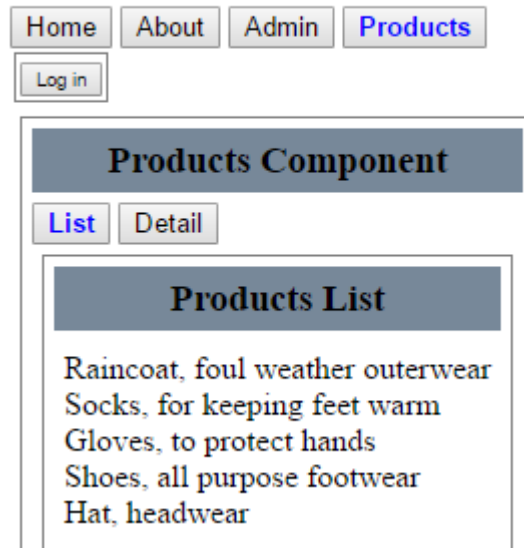 Home About Admin Products
Log in
Products Component
List Detail
Products List
Raincoat, foul weather outerwear
Socks, for keeping feet warm
Gloves, to protect hands
Shoes, all purpose footwear
Hat, headwear